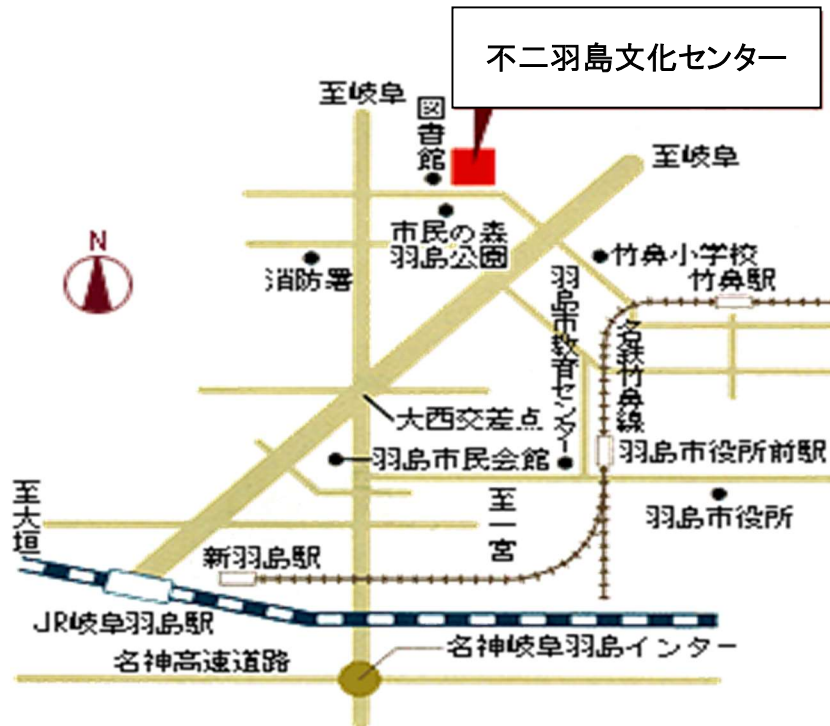 不二羽島文化センター
至岐阜
図書館
至岐阜
市民の森
羽島公園
竹鼻小学校
竹鼻駅
N
消防署
羽島市教育センター
名鉄竹鼻線
大西交差点
羽島市民会館
羽島市役所前駅
至大垣
至一宮
羽島市役所
新羽島駅
JR岐阜羽島駅
名神岐阜羽島インター
名神高速道路